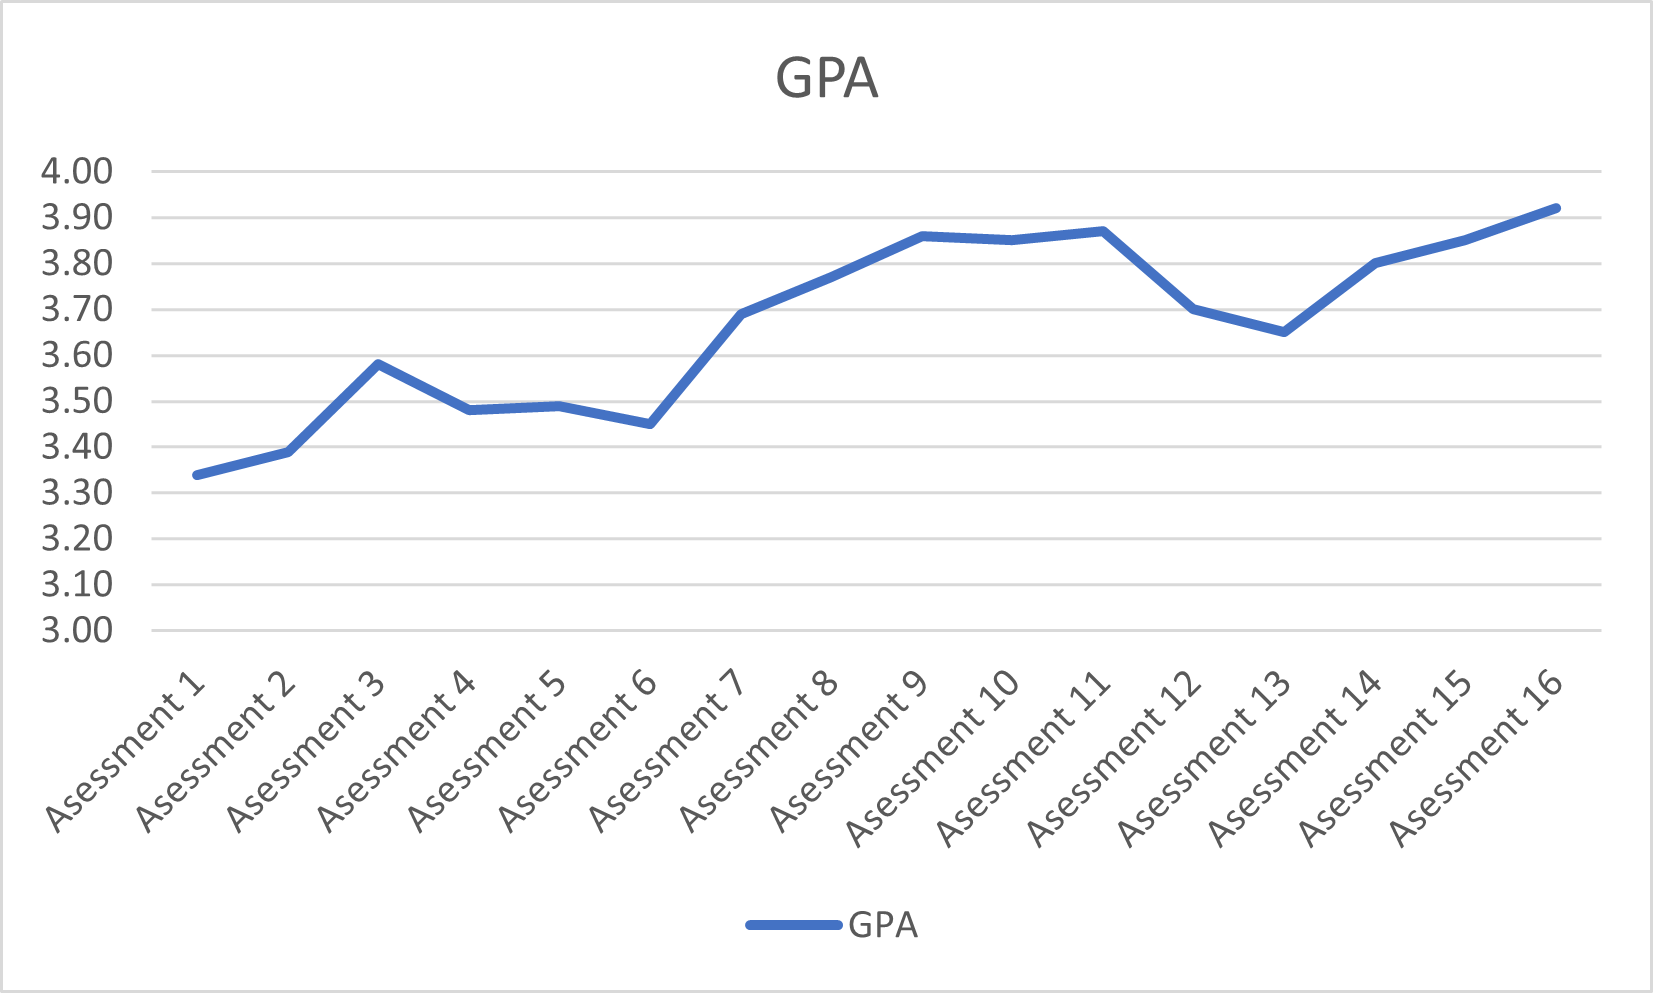 GPA
4.00
3.90
3.80
3.70
3.60
3.50
3.40
3.30
3.20
3.10
3.00
Asessment 1
Asessment 2
Asessment 3
Asessment 4
Asessment 5
Asessment 6
Asessment 7
Asessment 8
Asessment 9
Asessment 10
Asessment 11
Asessment 12
Asessment 13
Asessment 14
Asessment 15
Asessment 16
GPA